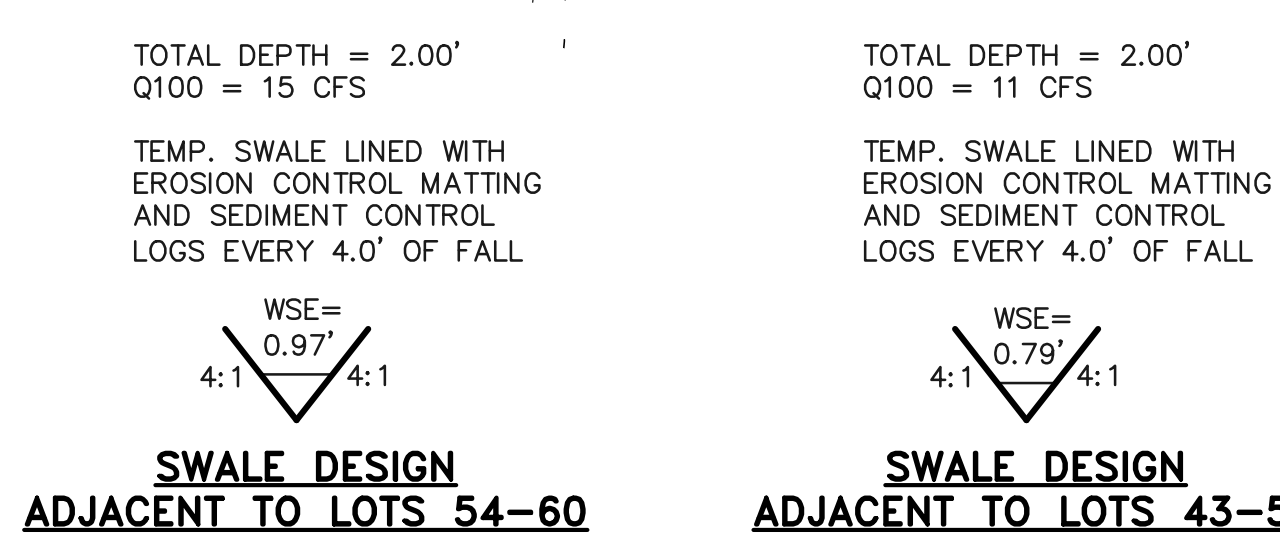 TOTAL DEPTH = 2.00'
Q100 = 15 CFS
TEMP. SWALE LINED WITH
EROSION CONTROL MATTING
AND SEDIMENT CONTROL
LOGS EVERY 4.0' OF FALL
WSE=
0.97'
4:1 4:1
SWALE DESIGN
ADJACENT TO LOTS 54-60
TOTAL DEPTH = 2.00'
Q100 = 11 CFS
TEMP. SWALE LINED WITH
EROSION CONTROL MATTING
AND SEDIMENT CONTROL
LOGS EVERY 4.0' OF FALL
WSE=
0.79'
4:1 4:1
SWALE DESIGN
ADJACENT TO LOTS